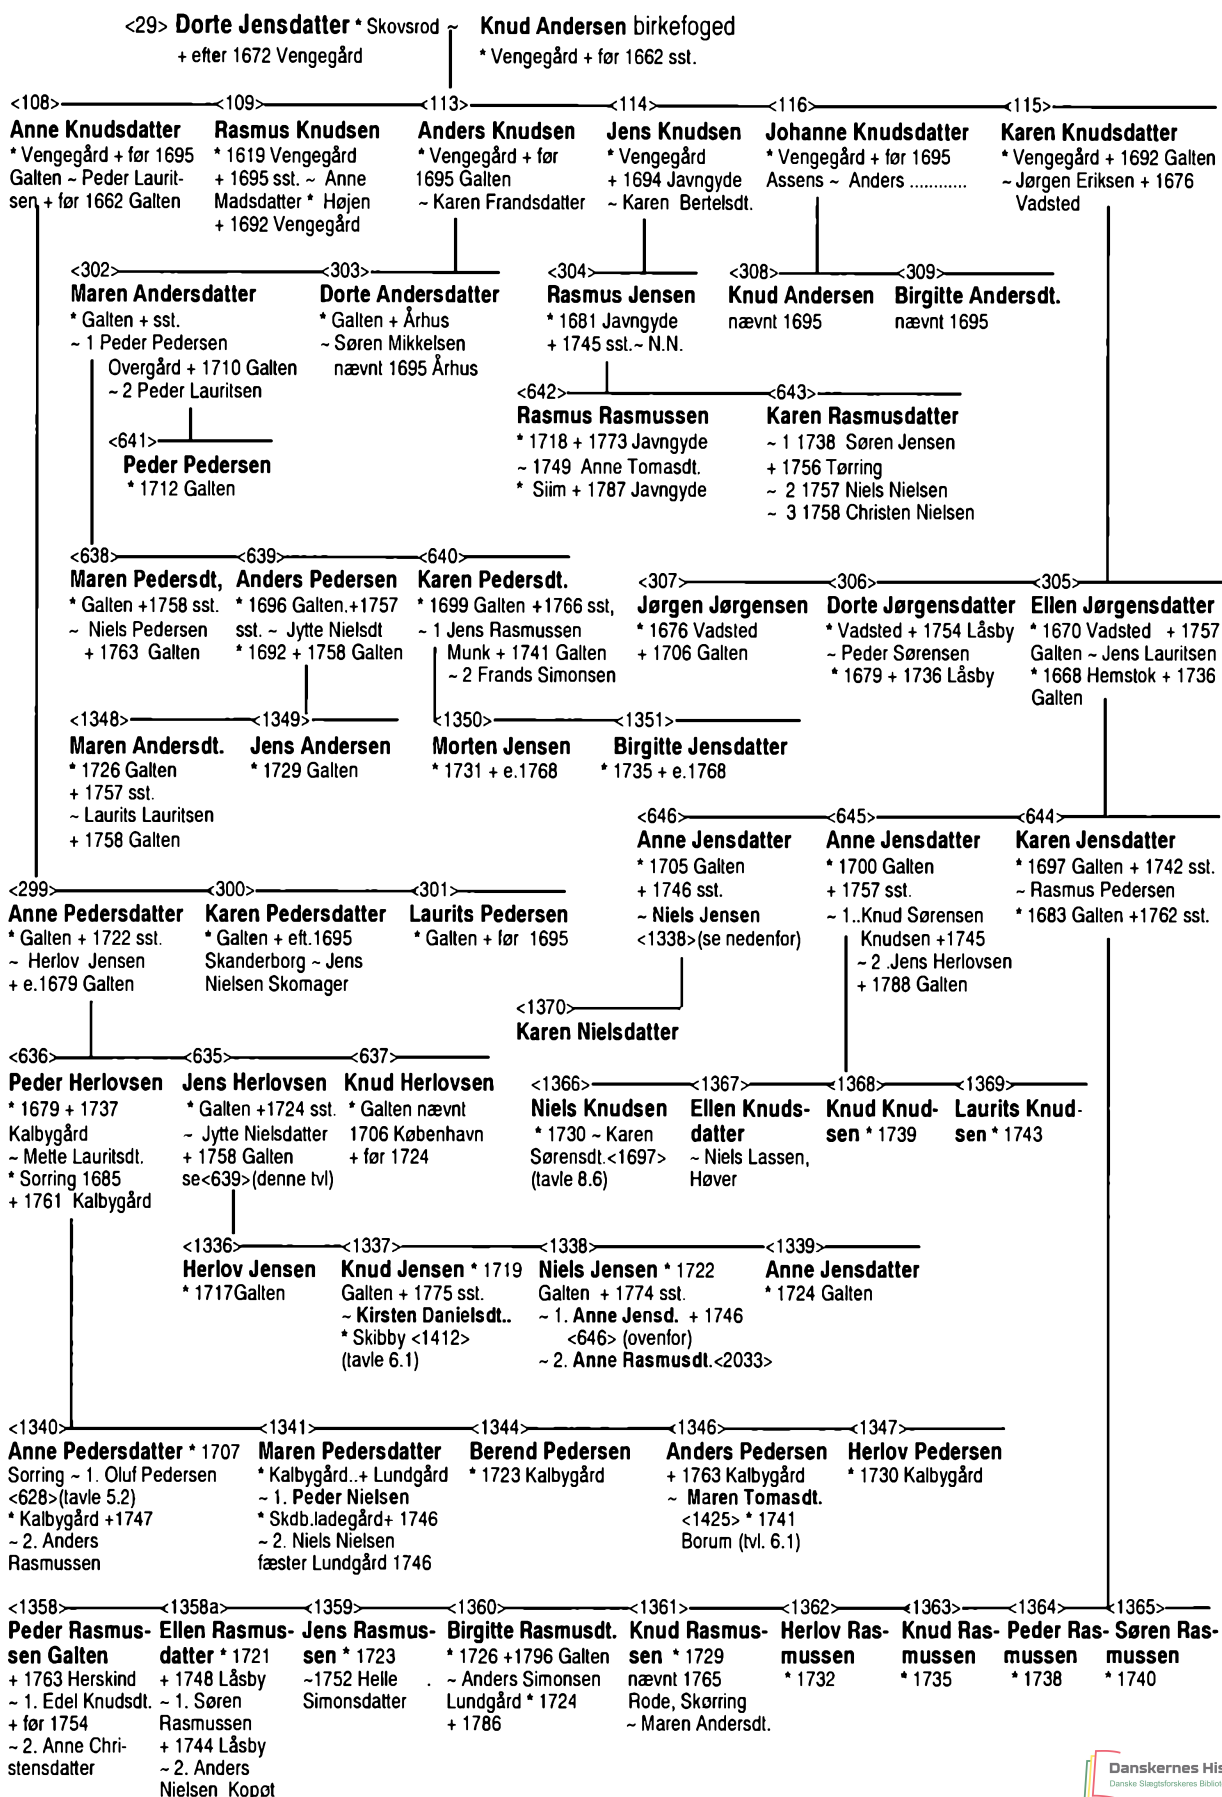 <29> Dorte Jensdatter * Skovsrod ~ Knud Andersen birkefoged
+ efter 1672 Vengegård
* Vengegård + før 1662 sst.
<108>
Anne Knudsdatter
* Vengegård + før 1695
Galten ~ Peder Laurit-
sen + før 1662 Galten
<109>
Rasmus Knudsen
* 1619 Vengegård
+ 1695 sst. ~ Anne
Madsdatter * Højen
+ 1692 Vengegård
<113>
Anders Knudsen
* Vengegård + før
1695 Galten
~ Karen Frandsdatter
<114>
Jens Knudsen
* Vengegård
+ 1694 Javngyde
~ Karen Bertelsdt.
<116>
Johanne Knudsdatter
* Vengegård + før 1695
Assens ~ Anders ............
<115>
Karen Knudsdatter
* Vengegård + 1692 Galten
~ Jørgen Eriksen + 1676
Vadsted
<302>
Maren Andersdatter
* Galten + sst.
~ 1 Peder Pedersen
Overgård + 1710 Galten
~ 2 Peder Lauritsen
<303>
Dorte Andersdatter
* Galten + Århus
~ Søren Mikkelsen
nævnt 1695 Århus
<304>
Rasmus Jensen
* 1681 Javngyde
+ 1745 sst.~ N.N.
<308>
Knud Andersen
nævnt 1695
<309>
Birgitte Andersdt.
nævnt 1695
<641>
Peder Pedersen
* 1712 Galten
<642>
Rasmus Rasmussen
* 1718 + 1773 Javngyde
~ 1749 Anne Tomasdt.
* Siim + 1787 Javngyde
<643>
Karen Rasmusdatter
~ 1 1738 Søren Jensen
+ 1756 Tørring
~ 2 1757 Niels Nielsen
~ 3 1758 Christen Nielsen
<638>
Maren Pedersdt,
* Galten +1758 sst.
~ Niels Pedersen
+ 1763 Galten
<639>
Anders Pedersen
* 1696 Galten.+1757
sst. ~ Jytte Nielsdt
* 1692 + 1758 Galten
<640>
Karen Pedersdt.
* 1699 Galten +1766 sst,
~ 1 Jens Rasmussen
Munk + 1741 Galten
~ 2 Frands Simonsen
<307>
Jørgen Jørgensen
* 1676 Vadsted
+ 1706 Galten
<306>
Dorte Jørgensdatter
* Vadsted + 1754 Låsby
~ Peder Sørensen
* 1679 + 1736 Låsby
<305>
Ellen Jørgensdatter
* 1670 Vadsted + 1757
Galten ~ Jens Lauritsen
* 1668 Hemstok + 1736
Galten
<1348>
Maren Andersdt.
* 1726 Galten
+ 1757 sst.
~ Laurits Lauritsen
+ 1758 Galten
<1349>
Jens Andersen
* 1729 Galten
<1350>
Morten Jensen
* 1731 + e.1768
<1351>
Birgitte Jensdatter
* 1735 + e.1768
<646>
Anne Jensdatter
* 1705 Galten
+ 1746 sst.
~ Niels Jensen
<1338>(se nedenfor)
<645>
Anne Jensdatter
* 1700 Galten
+ 1757 sst.
~ 1..Knud Sørensen
Knudsen +1745
~ 2 .Jens Herlovsen
+ 1788 Galten
<644>
Karen Jensdatter
* 1697 Galten + 1742 sst.
~ Rasmus Pedersen
* 1683 Galten +1762 sst.
<299>
Anne Pedersdatter
* Galten + 1722 sst.
~ Herlov Jensen
+ e.1679 Galten
<300>
Karen Pedersdatter
* Galten + eft.1695
Skanderborg ~ Jens
Nielsen Skomager
<301>
Laurits Pedersen
* Galten + før 1695
<1370>
Karen Nielsdatter
<636>
Peder Herlovsen
* 1679 + 1737
Kalbygård
~ Mette Lauritsdt.
* Sorring 1685
+ 1761 Kalbygård
<635>
Jens Herlovsen
* Galten +1724 sst.
~ Jytte Nielsdatter
+ 1758 Galten
se<639>(denne tvl)
<637>
Knud Herlovsen
* Galten nævnt
1706 København
+ før 1724
<1366>
Niels Knudsen
* 1730 ~ Karen
Sørensdt.<1697>
(tavle 8.6)
<1367>
Ellen Knuds-
datter
~ Niels Lassen,
Høver
<1368>
Knud Knud-
sen * 1739
<1369>
Laurits Knud-
sen * 1743
<1336>
Herlov Jensen
* 1717Galten
<1337>
Knud Jensen * 1719
Galten + 1775 sst.
~ Kirsten Danielsdt..
* Skibby <1412>
(tavle 6.1)
<1338>
Niels Jensen * 1722
Galten + 1774 sst.
~ 1. Anne Jensd. + 1746
<646> (ovenfor)
~ 2. Anne Rasmusdt.<2033>
<1339>
Anne Jensdatter
* 1724 Galten
<1340>
Anne Pedersdatter * 1707
Sorring ~ 1. Oluf Pedersen
<628>(tavle 5.2)
* Kalbygård +1747
~ 2. Anders
Rasmussen
<1341
Maren Pedersdatter
* Kalbygård..+ Lundgård
~ 1. Peder Nielsen
* Skdb.ladegård+ 1746
~ 2. Niels Nielsen
fæster Lundgård 1746
<1344
Berend Pedersen
* 1723 Kalbygård
<1346
Anders Pedersen
+ 1763 Kalbygård
~ Maren Tomasdt.
<1425> * 1741
Borum (tvl. 6.1)
<1347>
Herlov Pedersen
* 1730 Kalbygård
<1358>
Peder Rasmus-
sen Galten
+ 1763 Herskind
~ 1. Edel Knudsdt.
+ før 1754
~ 2. Anne Chri-
stensdatter
<1358a>
Ellen Rasmus-
datter * 1721
+ 1748 Låsby
~ 1. Søren
Rasmussen
+ 1744 Låsby
~ 2. Anders
Nielsen Kopøt
<1359>
Jens Rasmus-
sen * 1723
~1752 Helle .
Simonsdatter
<1360>
Birgitte Rasmusdt.
* 1726 +1796 Galten
~ Anders Simonsen
Lundgård * 1724
+ 1786
<1361>
Knud Rasmus-
sen * 1729
nævnt 1765
Rode, Skørring
~ Maren Andersdt.
<1362>
Herlov Ras-
mussen
* 1732
<1363>
Knud Ras-
mussen
* 1735
<1364>
Peder Ras-
mussen
* 1738
<1365>
Søren Ras-
mussen
* 1740
Danskernes His
Danske Slægtsforskeres Bibliot